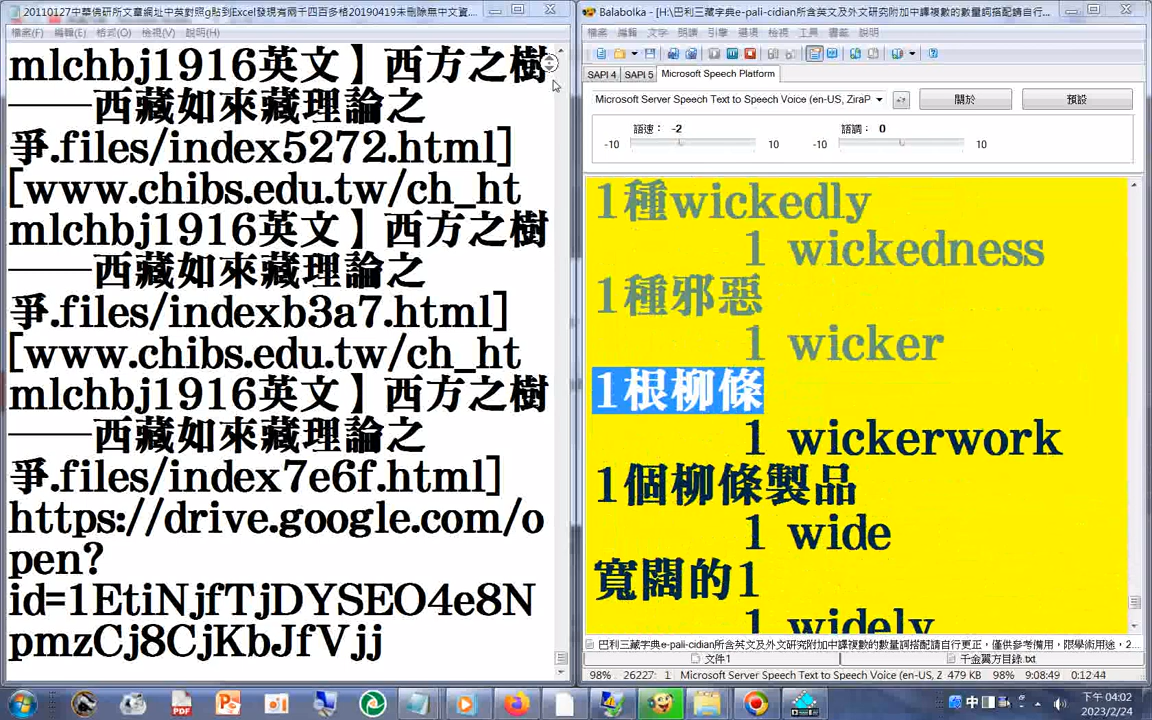 20110127中華佛研所文章網址中英對照g貼到Excel發現有兩千四百多格20190419未刪除無中文資...
檔案(F) 編輯(E) 格式(O) 檢視(V) 說明(H)
mlchbj1916英文】西方之樹
——西藏如來藏理論之
爭.files/index5272.html]
[www.chibs.edu.tw/ch_ht
mlchbj1916英文】西方之樹
——西藏如來藏理論之
爭.files/indexb3a7.html]
[www.chibs.edu.tw/ch_ht
mlchbj1916英文】西方之樹
——西藏如來藏理論之
爭.files/index7e6f.html]
https://drive.google.com/o
pen?
id=1EtiNjfTjDYSEO4e8N
pmzCj8CjKbJfVjj
Balabolka - [H:\巴利三藏字典e-pali-cidian所含英文及外文研究附加中譯複數的數量詞搭配請自行...
檔案 編輯 文字 朗讀 引擎 選項 檢視 工具 書籤 說明
SAPI 4 SAPI 5 Microsoft Speech Platform
Microsoft Server Speech Text to Speech Voice (en-US, ZiraP
關於 預設
語速： -2 語調： 0
-10 10 -10 10
1種wickedly
1 wickedness
1種邪惡
1 wicker
1根柳條
1 wickerwork
1個柳條製品
1 wide
寬闊的1
1 widely
巴利三藏字典e-pali-cidian所含英文及外文研究附加中譯複數的數量詞搭配請自行更正，僅供參考備用，限學術用途，2...
文件1 千金翼方目錄.txt
98% 26227: 1 Microsoft Server Speech Text to Speech Voice (en-US, Z 479 KB 98% 9:08:49 0:12:44
中
下午 04:02
2023/2/24